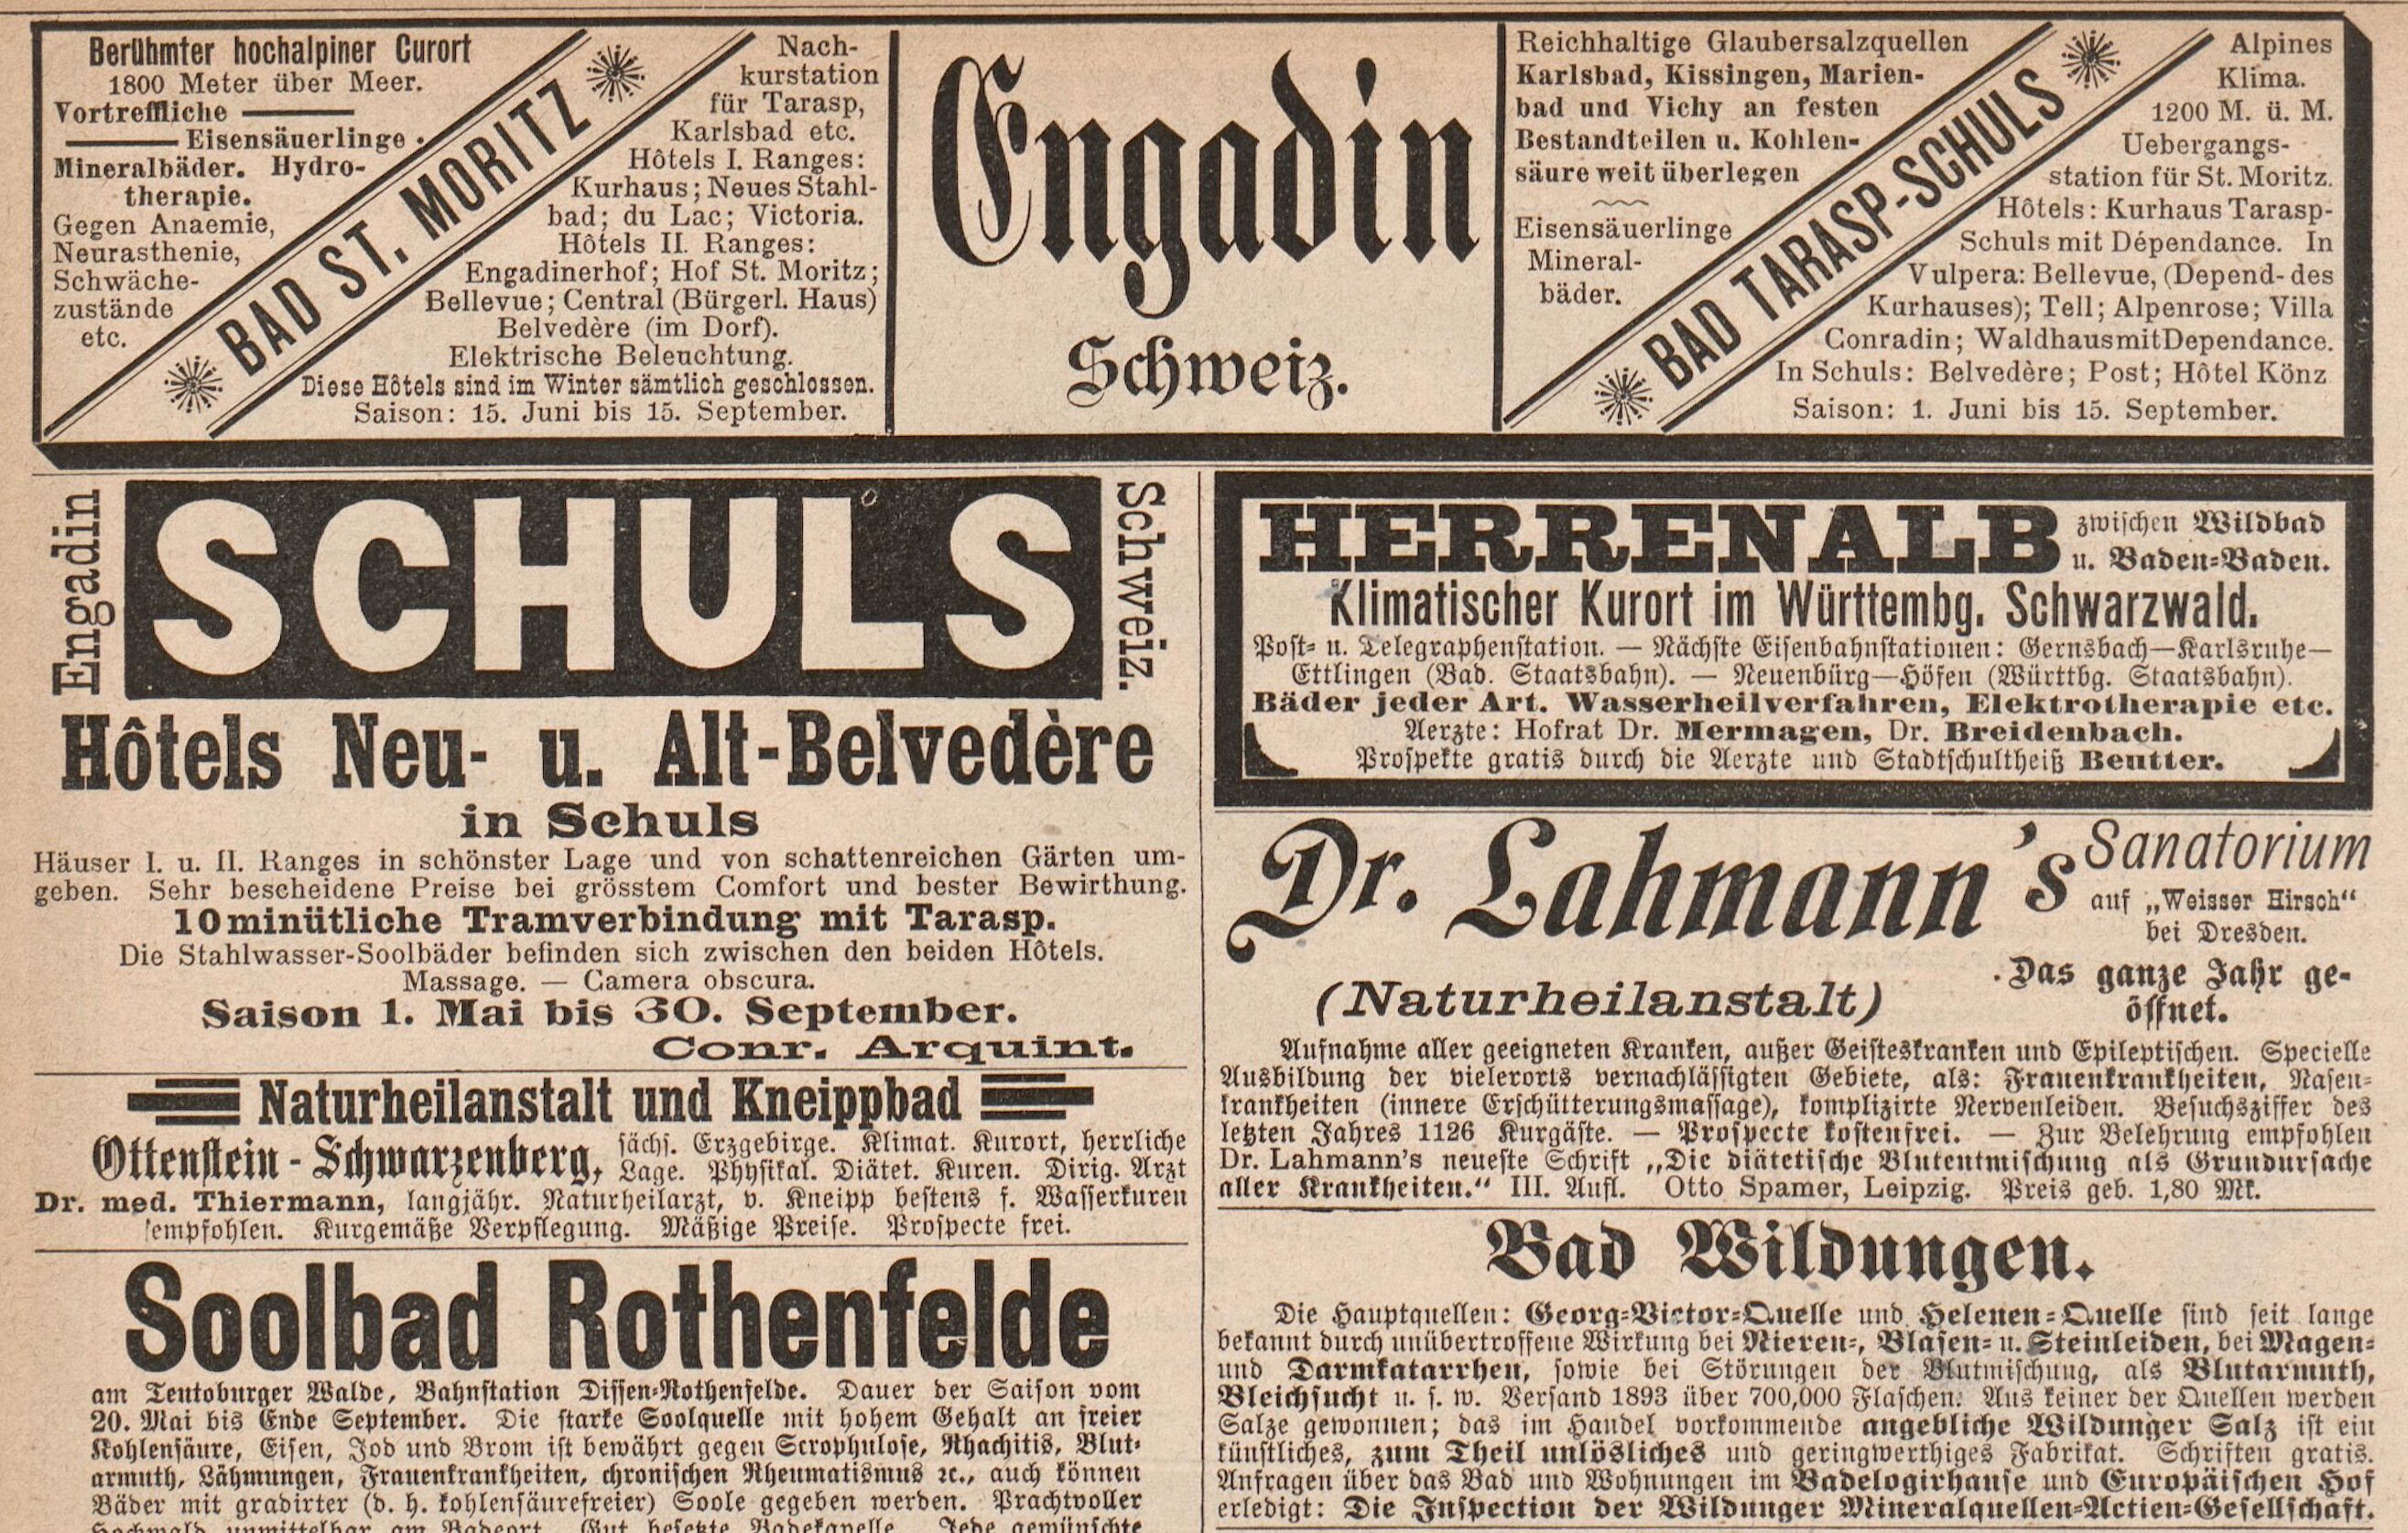 Berühmter hochalpiner Curort
1800 Meter über Meer.
Vortreffliche
Eisensäuerlinge.
Mineralbäder. Hydro-
therapie.
Gegen Anaemie,
Neurasthenie,
Schwäche-
zustände
etc.
BAD ST. MORITZ
Nach-
kurstation
für Tarasp,
Karlsbad etc.
Hôtels I. Ranges:
Kurhaus; Neues Stahl-
bad; du Lac; Victoria.
Hôtels II. Ranges:
Engadinerhof; Hof St. Moritz;
Bellevue; Central (Bürgerl. Haus)
Belvedère (im Dorf).
Elektrische Beleuchtung.
Diese Hôtels sind im Winter sämtlich geschlossen.
Saison: 15. Juni bis 15. September.
Engadin
Schweiz.
Reichhaltige Glaubersalzquellen
Karlsbad, Kissingen, Marien-
bad und Vichy an festen
Bestandteilen u. Kohlen-
säure weit überlegen
Eisensäuerlinge
Mineral-
bäder.
BAD TARASP-SCHULS
Alpines
Klima.
1200 M. ü. M.
Uebergangs-
station für St. Moritz.
Hôtels: Kurhaus Tarasp-
Schuls mit Dépendance. In
Vulpera: Bellevue, (Depend- des
Kurhauses); Tell; Alpenrose; Villa
Conradin; Waldhaus mit Dependance.
In Schuls: Belvedère; Post; Hôtel Könz
Saison: 1. Juni bis 15. September.
Engadin
SCHULS
Schweiz.
Hôtels Neu- u. Alt-Belvedère
in Schuls
Häuser I. u. II. Ranges in schönster Lage und von schattenreichen Gärten um-
geben. Sehr bescheidene Preise bei grösstem Comfort und bester Bewirthung.
10minütliche Tramverbindung mit Tarasp.
Die Stahlwasser-Soolbäder befinden sich zwischen den beiden Hôtels.
Massage. — Camera obscura.
Saison 1. Mai bis 30. September.
Conr. Arquint.
Naturheilanstalt und Kneippbad
Ottenstein-Schwarzenberg, sächs. Erzgebirge. Klimat. Kurort, herrliche
Lage. Physikal. Diätet. Kuren. Dirig. Arzt
Dr. med. Thiermann, langjähr. Naturheilarzt, v. Kneipp bestens f. Wasserkuren
empfohlen. Kurgemäße Verpflegung. Mäßige Preise. Prospecte frei.
Soolbad Rothenfelde
am Teutoburger Walde, Bahnstation Dissen-Rothenfelde. Dauer der Saison vom
20. Mai bis Ende September. Die starke Soolquelle mit hohem Gehalt an freier
Kohlensäure, Eisen, Jod und Brom ist bewährt gegen Scrophulose, Rhachitis, Blut-
armuth, Lähmungen, Frauenkrankheiten, chronischen Rheumatismus ꝛc., auch können
Bäder mit gradirter (d. h. kohlensäurefreier) Soole gegeben werden. Prachtvoller
Hochwald unmittelbar am Badeort. Gut besetzte Badekapelle. Jede gewünschte
HERRENALB zwischen Wildbad
u. Baden-Baden.
Klimatischer Kurort im Württembg. Schwarzwald.
Post- u. Telegraphenstation. — Nächste Eisenbahnstationen: Gernsbach—Karlsruhe—
Ettlingen (Bad. Staatsbahn). — Neuenbürg—Höfen (Württbg. Staatsbahn).
Bäder jeder Art. Wasserheilverfahren, Elektrotherapie etc.
Aerzte: Hofrat Dr. Mermagen, Dr. Breidenbach.
Prospekte gratis durch die Aerzte und Stadtschultheiß Beutter.
Dr. Lahmann's Sanatorium
auf „Weisser Hirsch“
bei Dresden.
(Naturheilanstalt)
Das ganze Jahr ge-
öffnet.
Aufnahme aller geeigneten Kranken, außer Geisteskranken und Epileptischen. Specielle
Ausbildung der vielerorts vernachlässigten Gebiete, als: Frauenkrankheiten, Nasen-
krankheiten (innere Erschütterungsmassage), komplizirte Nervenleiden. Besuchsziffer des
letzten Jahres 1126 Kurgäste. — Prospecte kostenfrei. — Zur Belehrung empfohlen
Dr. Lahmann's neueste Schrift „Die diätetische Blutentmischung als Grundursache
aller Krankheiten.“ III. Aufl. Otto Spamer, Leipzig. Preis geb. 1,80 Mk.
Bad Wildungen.
Die Hauptquellen: Georg-Victor-Quelle und Helenen-Quelle sind seit lange
bekannt durch unübertroffene Wirkung bei Nieren-, Blasen- u. Steinleiden, bei Magen-
und Darmkatarrhen, sowie bei Störungen der Blutmischung, als Blutarmuth,
Bleichsucht u. s. w. Versand 1893 über 700,000 Flaschen. Aus keiner der Quellen werden
Salze gewonnen; das im Handel vorkommende angebliche Wildunger Salz ist ein
künstliches, zum Theil unlösliches und geringwerthiges Fabrikat. Schriften gratis.
Anfragen über das Bad und Wohnungen im Badelogirhause und Europäischen Hof
erledigt: Die Inspection der Wildunger Mineralquellen-Actien-Gesellschaft.